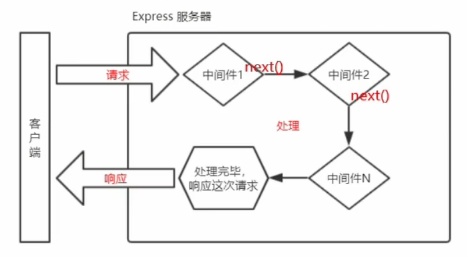 Express 服务器
请求
中间件1
next()
中间件2
next()
客户端
处理
响应
处理完毕，
响应这次请求
中间件N